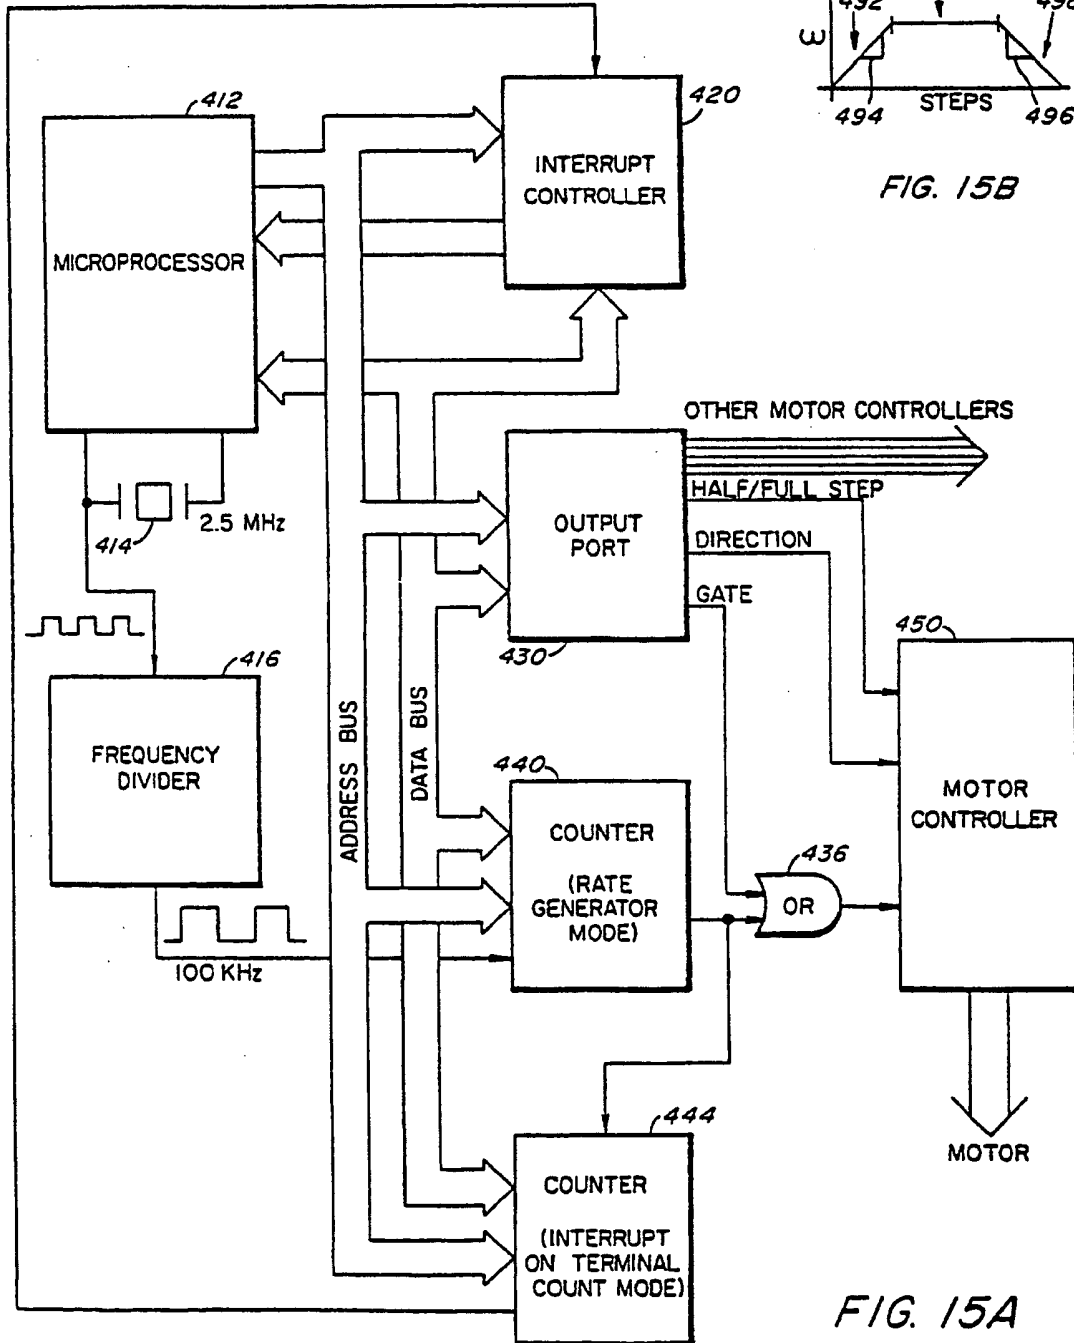 492
498
ω
494
STEPS
496
FIG. 15B
412
420
INTERRUPT
CONTROLLER
MICROPROCESSOR
414
2.5 MHz
OTHER MOTOR CONTROLLERS
HALF/FULL STEP
OUTPUT
PORT
DIRECTION
GATE
430
416
FREQUENCY
DIVIDER
100 KHz
ADDRESS BUS
DATA BUS
450
MOTOR
CONTROLLER
440
COUNTER
(RATE
GENERATOR
MODE)
436
OR
444
COUNTER
(INTERRUPT
ON TERMINAL
COUNT MODE)
MOTOR
FIG. 15A